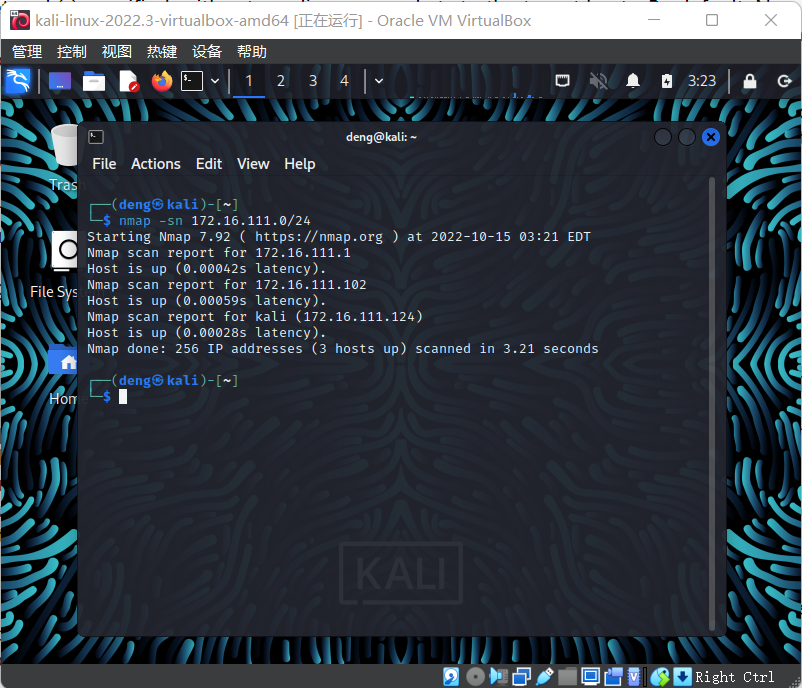 kali-linux-2022.3-virtualbox-amd64 [正在运行] - Oracle VM VirtualBox
管理 控制 视图 热键 设备 帮助
1 2 3 4 3:23
deng@kali: ~
File Actions Edit View Help
Tras
File Sys
Hom
┌──(deng㉿kali)-[~]
└─$ nmap -sn 172.16.111.0/24
Starting Nmap 7.92 ( https://nmap.org ) at 2022-10-15 03:21 EDT
Nmap scan report for 172.16.111.1
Host is up (0.00042s latency).
Nmap scan report for 172.16.111.102
Host is up (0.00059s latency).
Nmap scan report for kali (172.16.111.124)
Host is up (0.00028s latency).
Nmap done: 256 IP addresses (3 hosts up) scanned in 3.21 seconds
┌──(deng㉿kali)-[~]
└─$
KALI
Right Ctrl